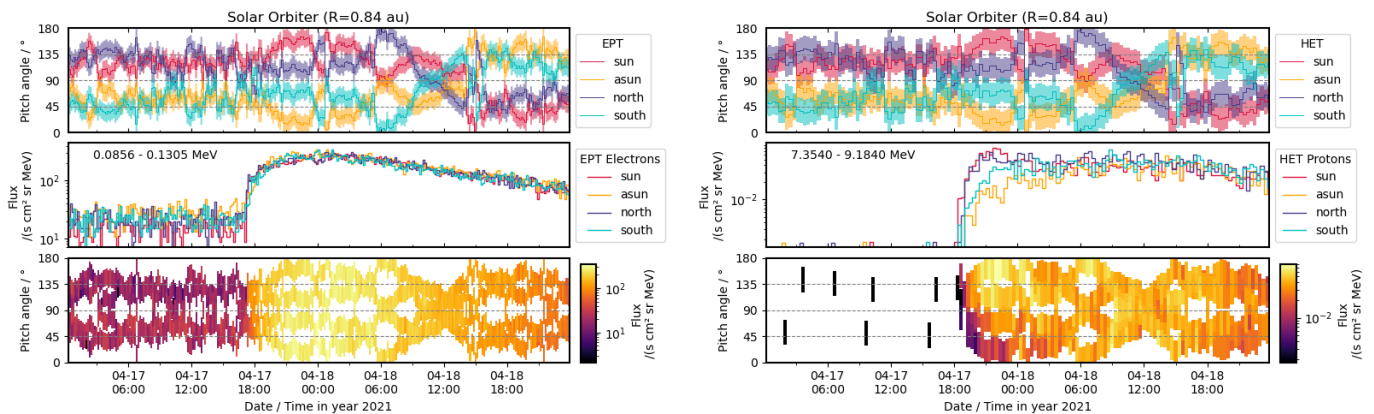 Solar Orbiter (R=0.84 au)
Pitch angle / °
180
135
90
45
0
EPT
sun
asun
north
south
0.0856 - 0.1305 MeV
Flux
/(s cm² sr MeV)
10²
10¹
EPT Electrons
sun
asun
north
south
Pitch angle / °
180
135
90
45
0
10²
10¹
Flux
/(s cm² sr MeV)
04-17 04-17 04-17 04-18 04-18 04-18 04-18
06:00 12:00 18:00 00:00 06:00 12:00 18:00
Date / Time in year 2021
Solar Orbiter (R=0.84 au)
Pitch angle / °
180
135
90
45
0
HET
sun
asun
north
south
7.3540 - 9.1840 MeV
Flux
/(s cm² sr MeV)
10⁻²
HET Protons
sun
asun
north
south
Pitch angle / °
180
135
90
45
0
10⁻²
Flux
/(s cm² sr MeV)
04-17 04-17 04-17 04-18 04-18 04-18 04-18
06:00 12:00 18:00 00:00 06:00 12:00 18:00
Date / Time in year 2021